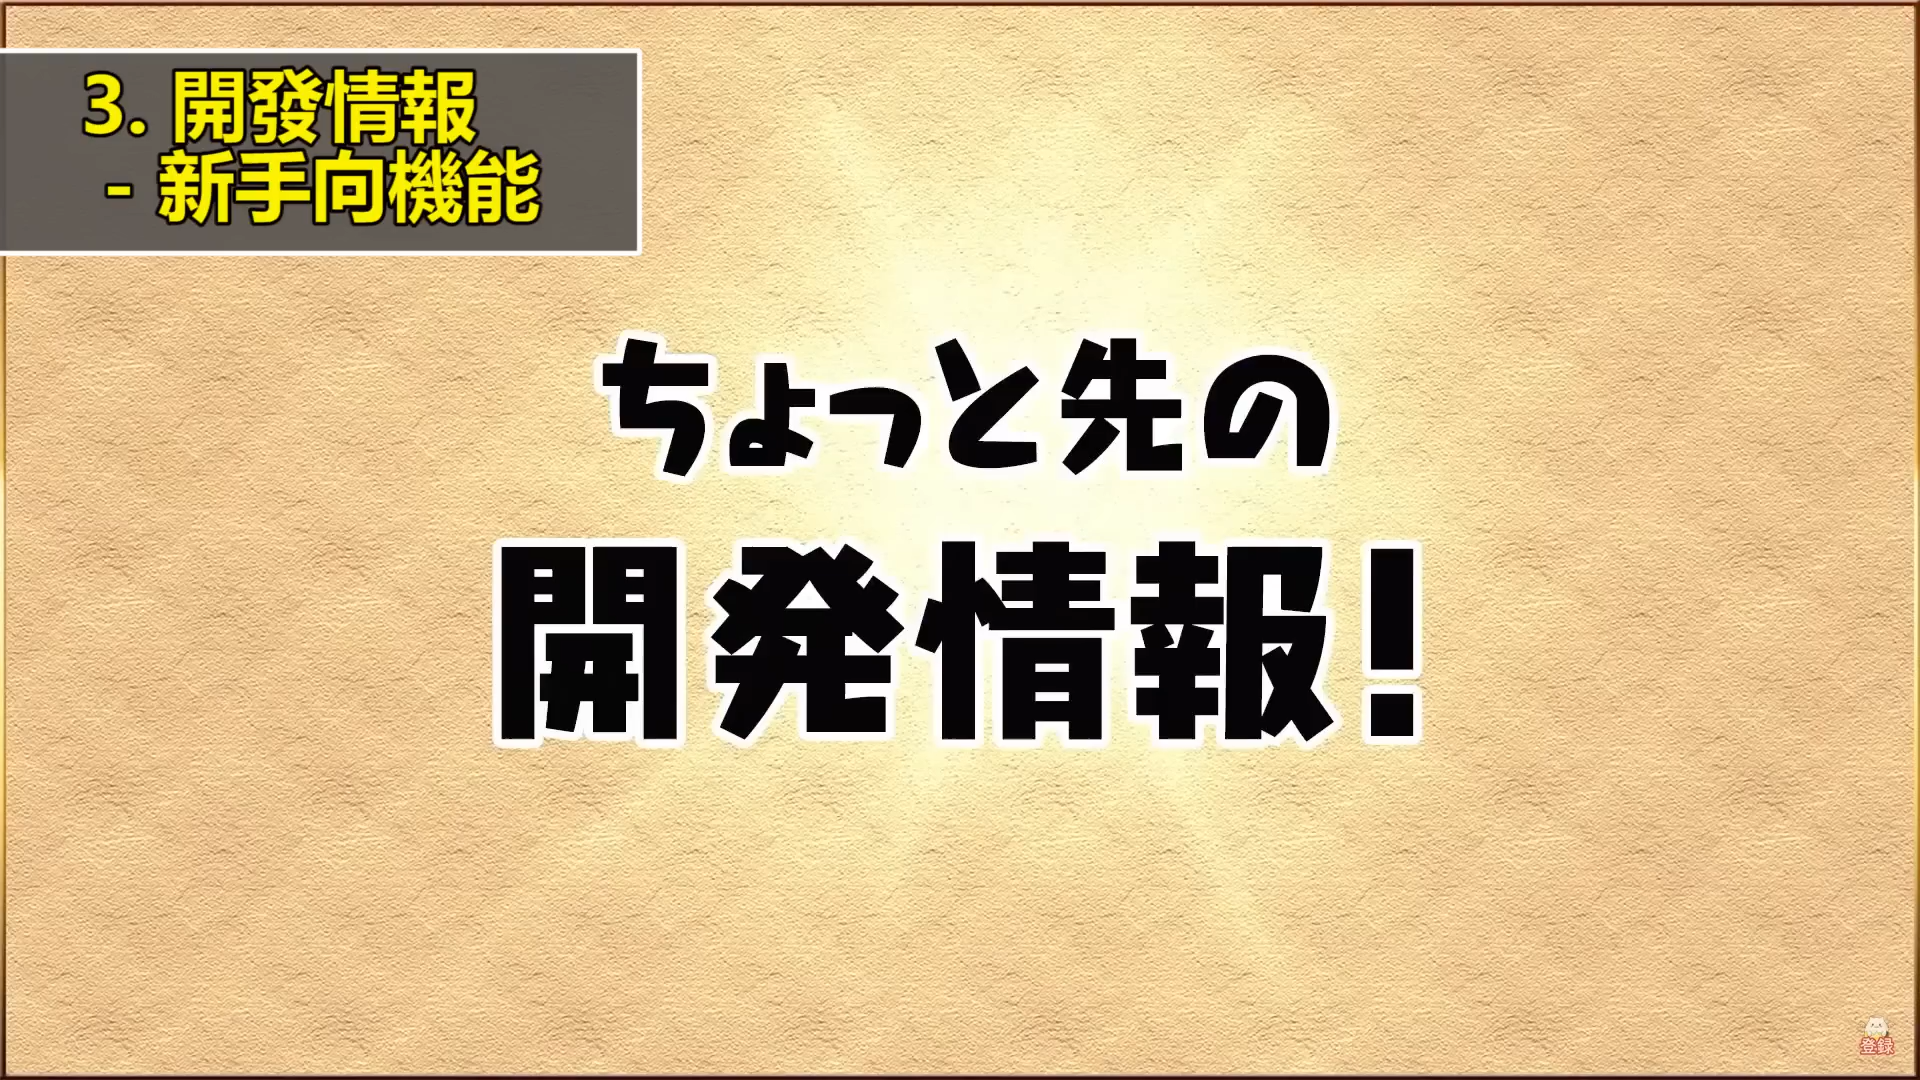 3. 開發情報
- 新手向機能
ちょっと先の
開発情報!
登録